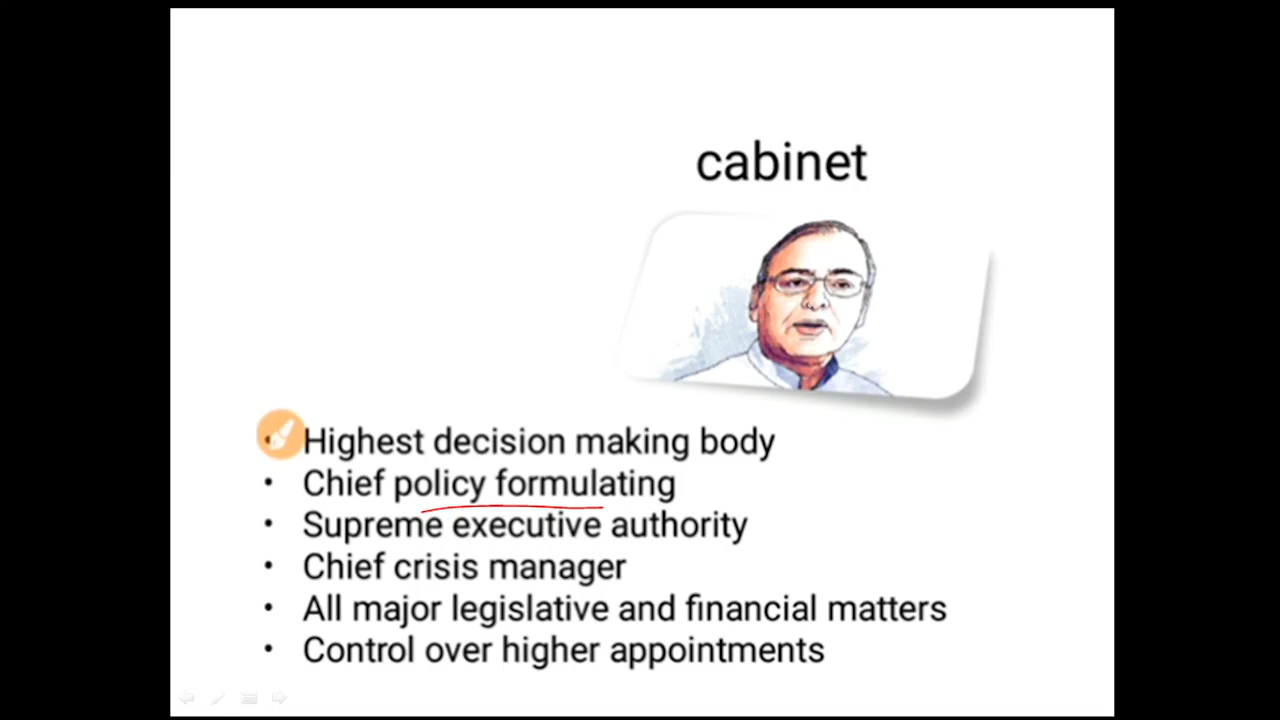 cabinet
Highest decision making body
• Chief policy formulating
• Supreme executive authority
• Chief crisis manager
• All major legislative and financial matters
• Control over higher appointments